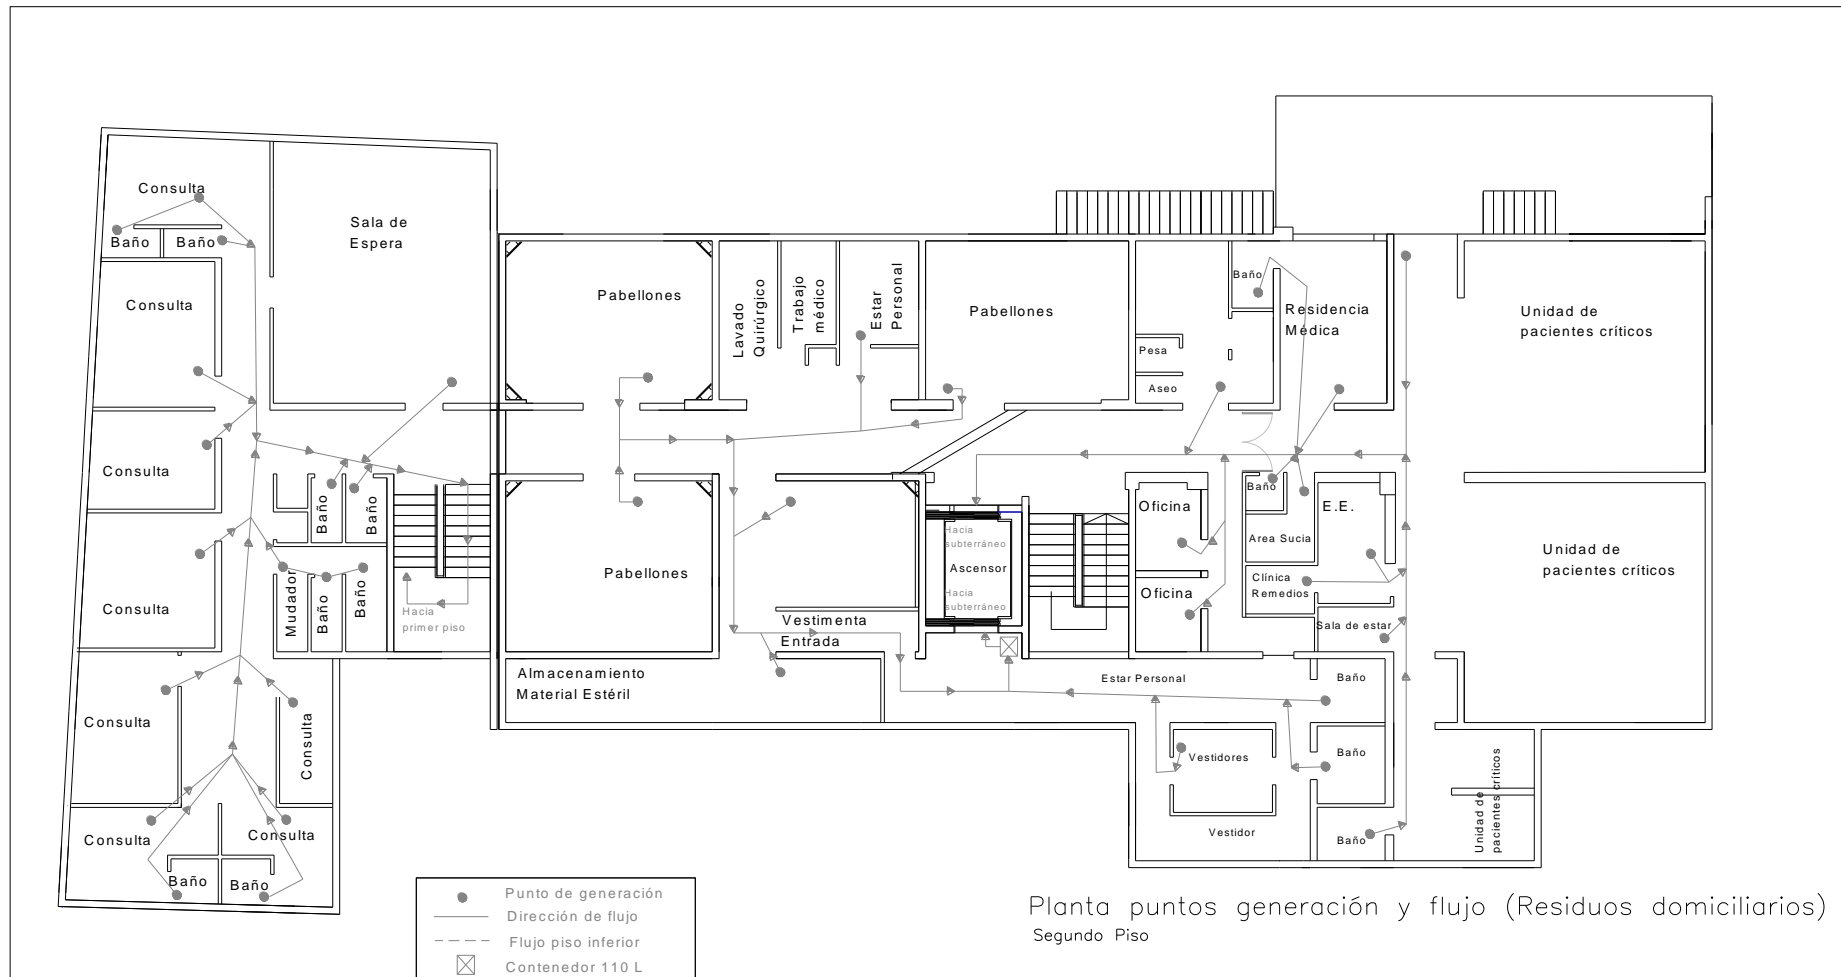 Consulta
Baño
Baño
Sala de
Espera
Consulta
Consulta
Consulta
Consulta
Consulta
Consulta
Consulta
Baño
Baño
Baño
Baño
Mudador
Baño
Baño
Hacia
primer piso
Pabellones
Lavado
Quirúrgico
Trabajo
médico
Estar
Personal
Pabellones
Pabellones
Vestimenta
Entrada
Almacenamiento
Material Estéril
Hacia
subterráneo
Ascensor
Hacia
subterráneo
Pesa
Aseo
Baño
Residencia
Médica
Unidad de
pacientes críticos
Oficina
Oficina
Baño
E.E.
Area Sucia
Clínica
Remedios
Sala de estar
Unidad de
pacientes críticos
Estar Personal
Baño
Vestidores
Baño
Vestidor
Baño
Unidad de
pacientes críticos
Punto de generación
Dirección de flujo
Flujo piso inferior
Contenedor 110 L
Planta puntos generación y flujo (Residuos domiciliarios)
Segundo Piso